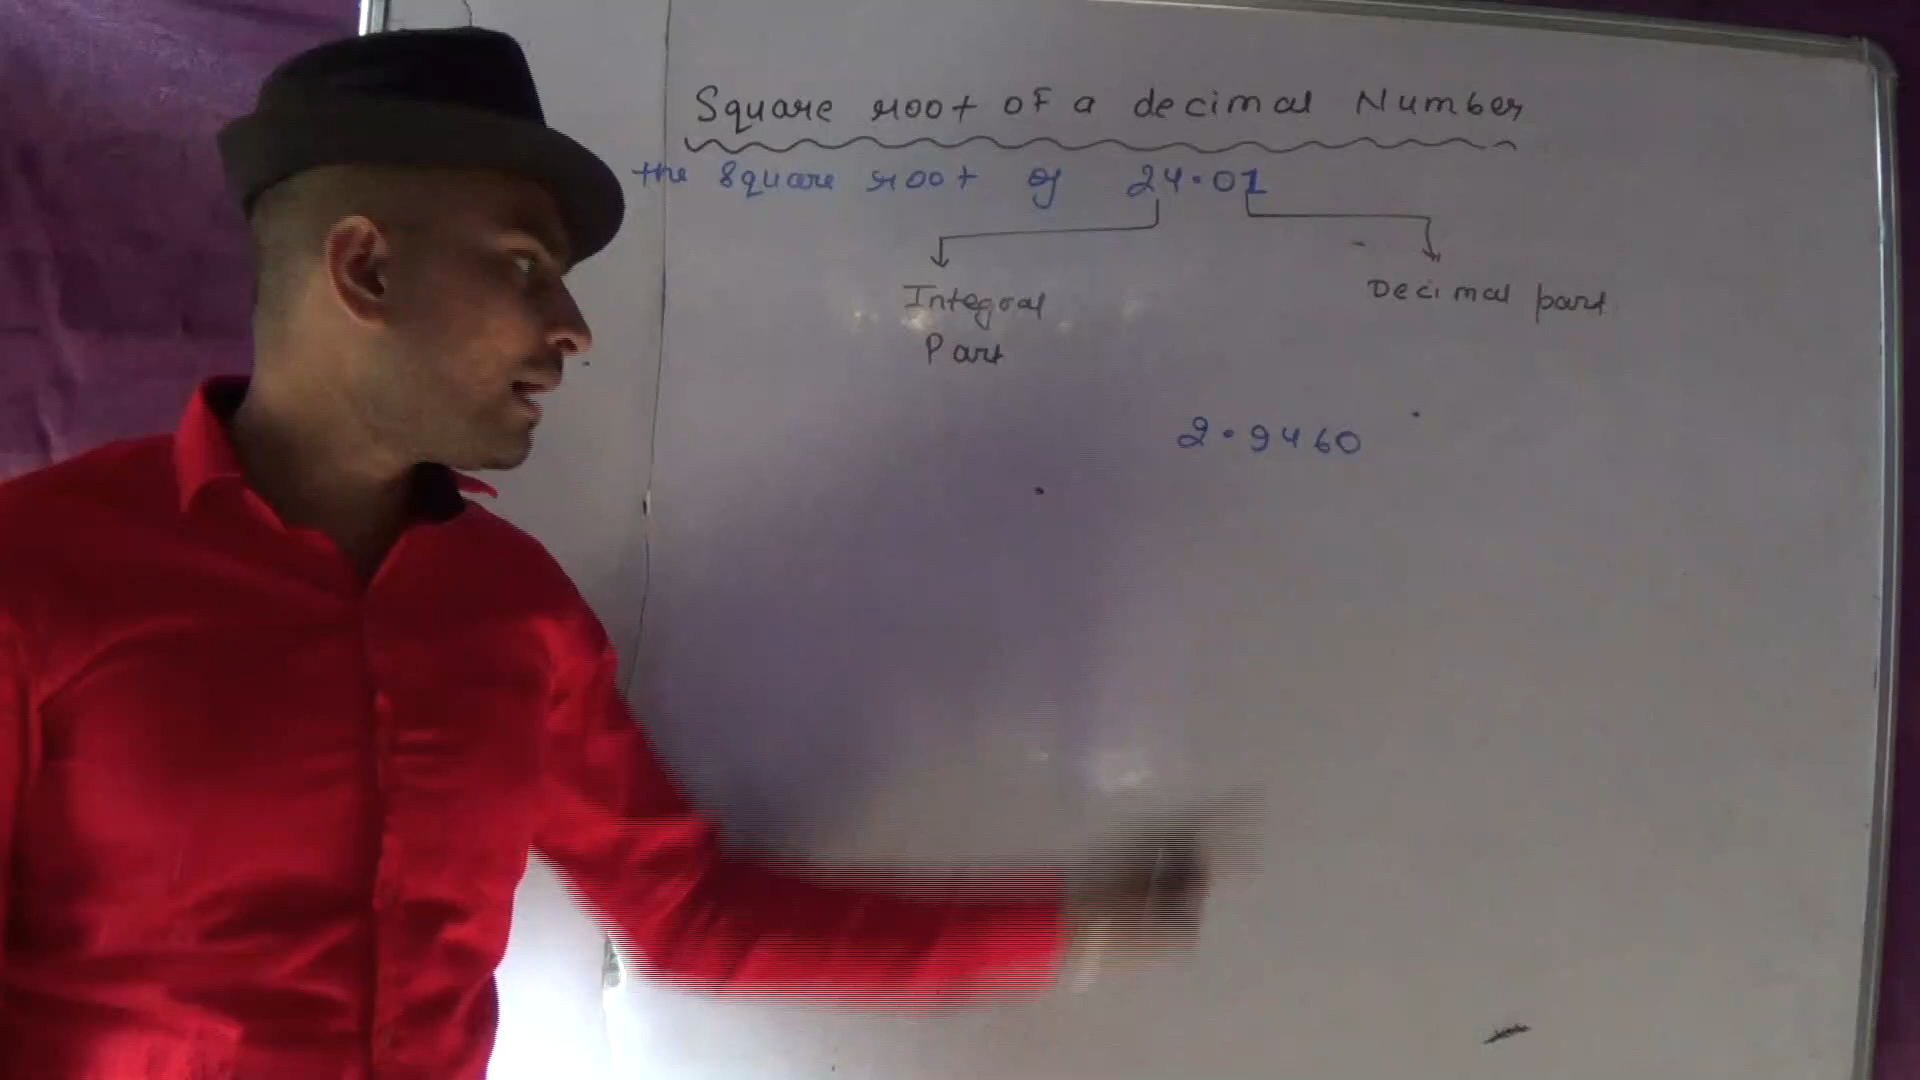 Square root of a decimal Number
the square root of 24.01
Integral
Part
Decimal part
2.9460